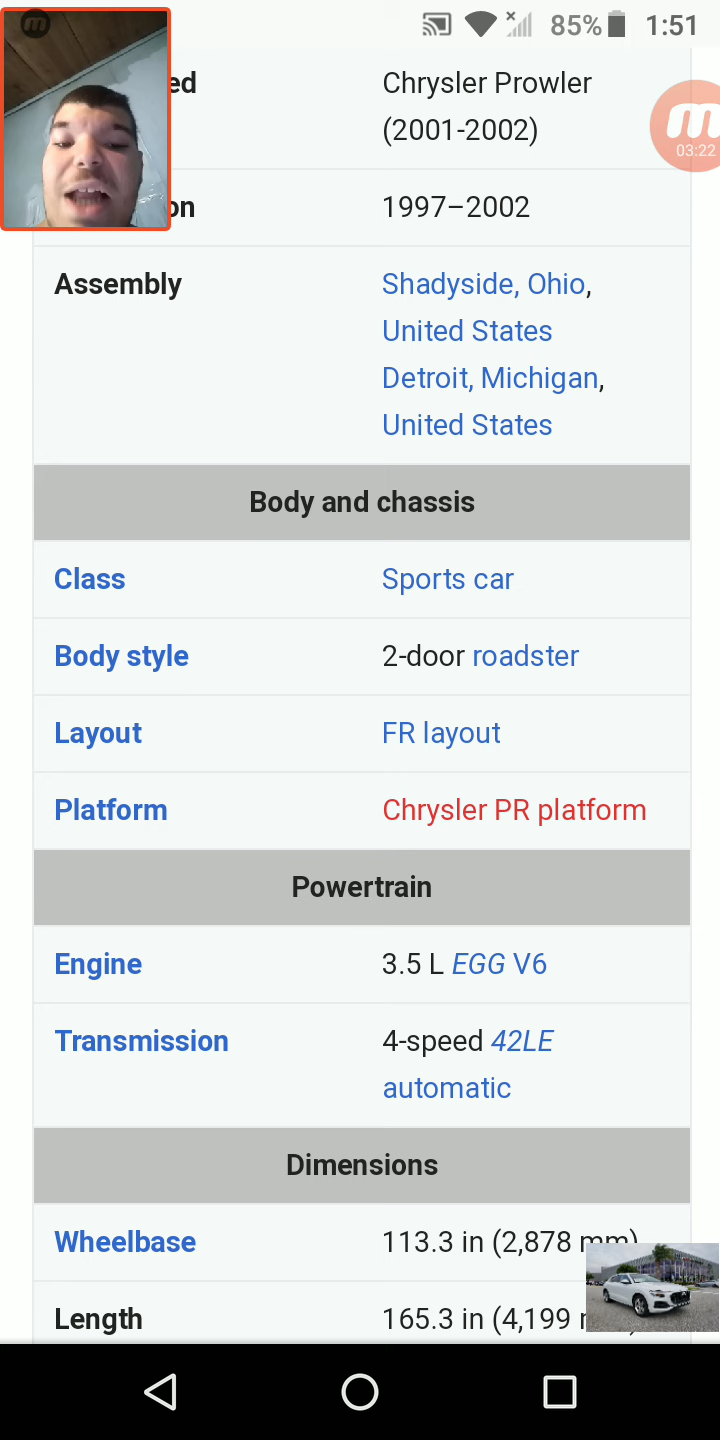 85% 1:51
03:22
ed Chrysler Prowler
(2001-2002)
on 1997–2002
Assembly Shadyside, Ohio,
United States
Detroit, Michigan,
United States
Body and chassis
Class Sports car
Body style 2-door roadster
Layout FR layout
Platform Chrysler PR platform
Powertrain
Engine 3.5 L EGG V6
Transmission 4-speed 42LE
automatic
Dimensions
Wheelbase 113.3 in (2,878 mm)
Length 165.3 in (4,199